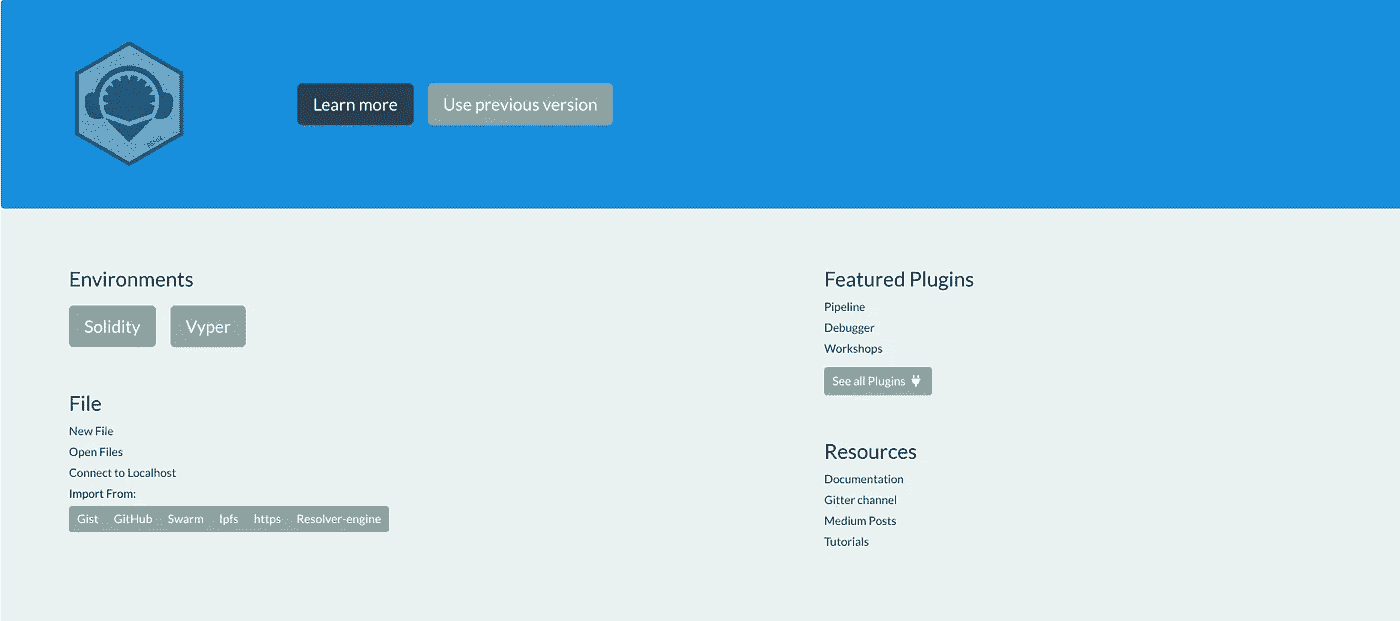 Learn more
Use previous version
Environments
Solidity
Vyper
File
New File
Open Files
Connect to Localhost
Import From:
Gist GitHub Swarm Ipfs https Resolver-engine
Featured Plugins
Pipeline
Debugger
Workshops
See all Plugins
Resources
Documentation
Gitter channel
Medium Posts
Tutorials